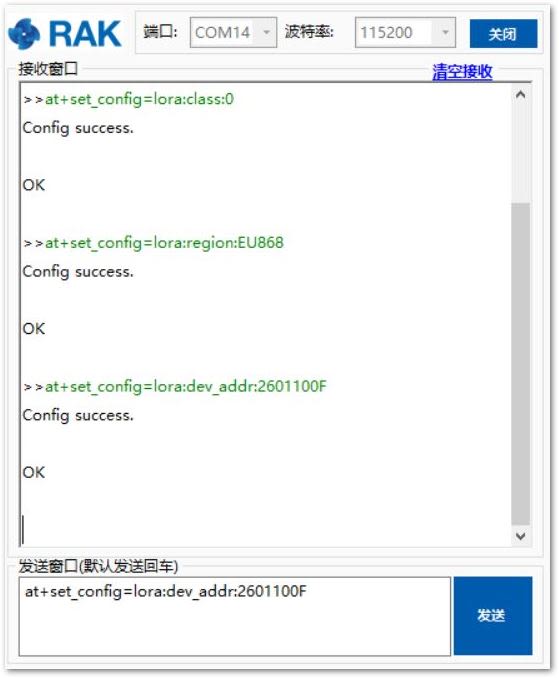 RAK 端口: COM14 波特率: 115200 关闭
接收窗口 清空接收
>>at+set_config=lora:class:0
Config success.
OK
>>at+set_config=lora:region:EU868
Config success.
OK
>>at+set_config=lora:dev_addr:2601100F
Config success.
OK
发送窗口(默认发送回车)
at+set_config=lora:dev_addr:2601100F
发送